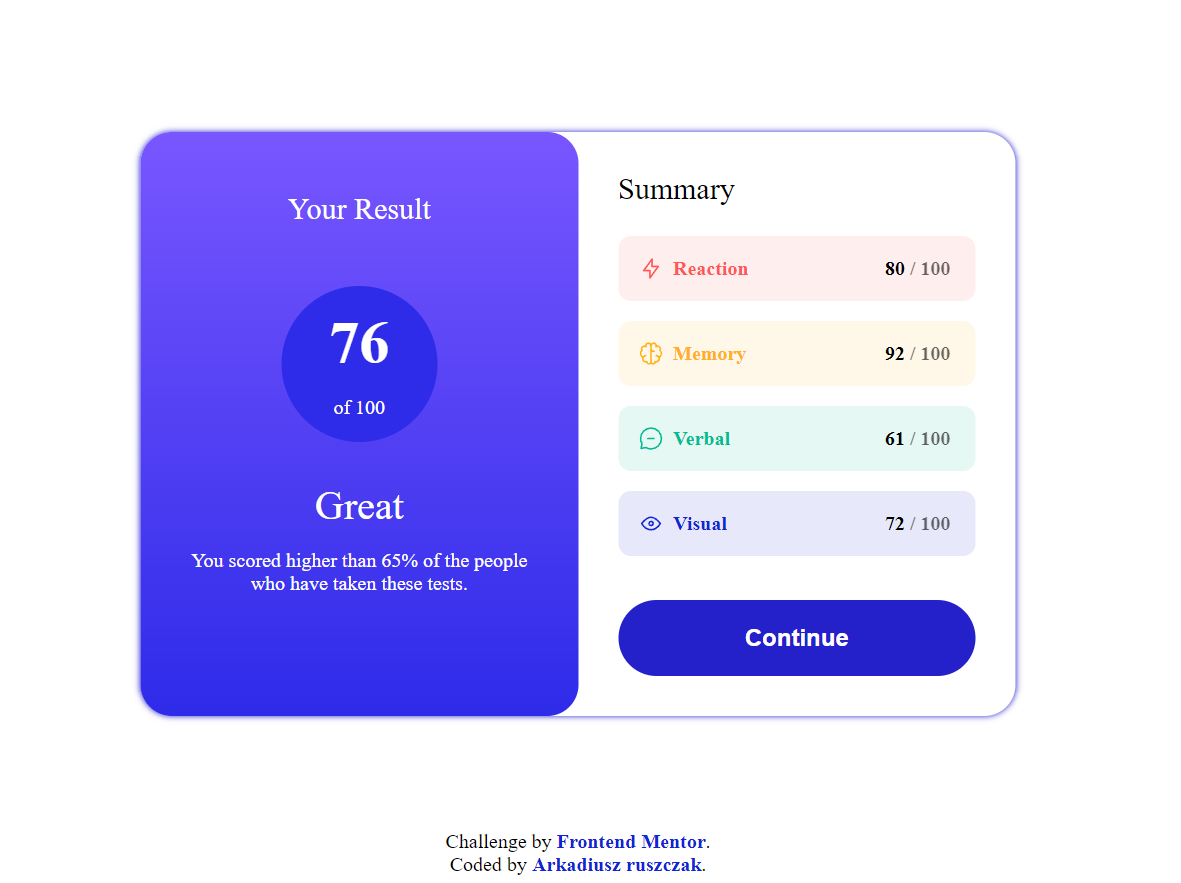 Your Result
76
of 100
Great
You scored higher than 65% of the people
who have taken these tests.
Summary
Reaction 80 / 100
Memory 92 / 100
Verbal 61 / 100
Visual 72 / 100
Continue
Challenge by Frontend Mentor.
Coded by Arkadiusz ruszczak.